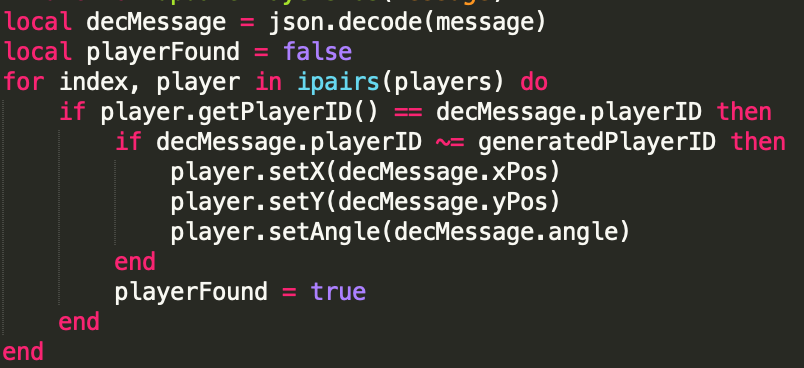 local decMessage = json.decode(message)
local playerFound = false
for index, player in ipairs(players) do
    if player.getPlayerID() == decMessage.playerID then
        if decMessage.playerID ~= generatedPlayerID then
            player.setX(decMessage.xPos)
            player.setY(decMessage.yPos)
            player.setAngle(decMessage.angle)
        end
        playerFound = true
    end
end